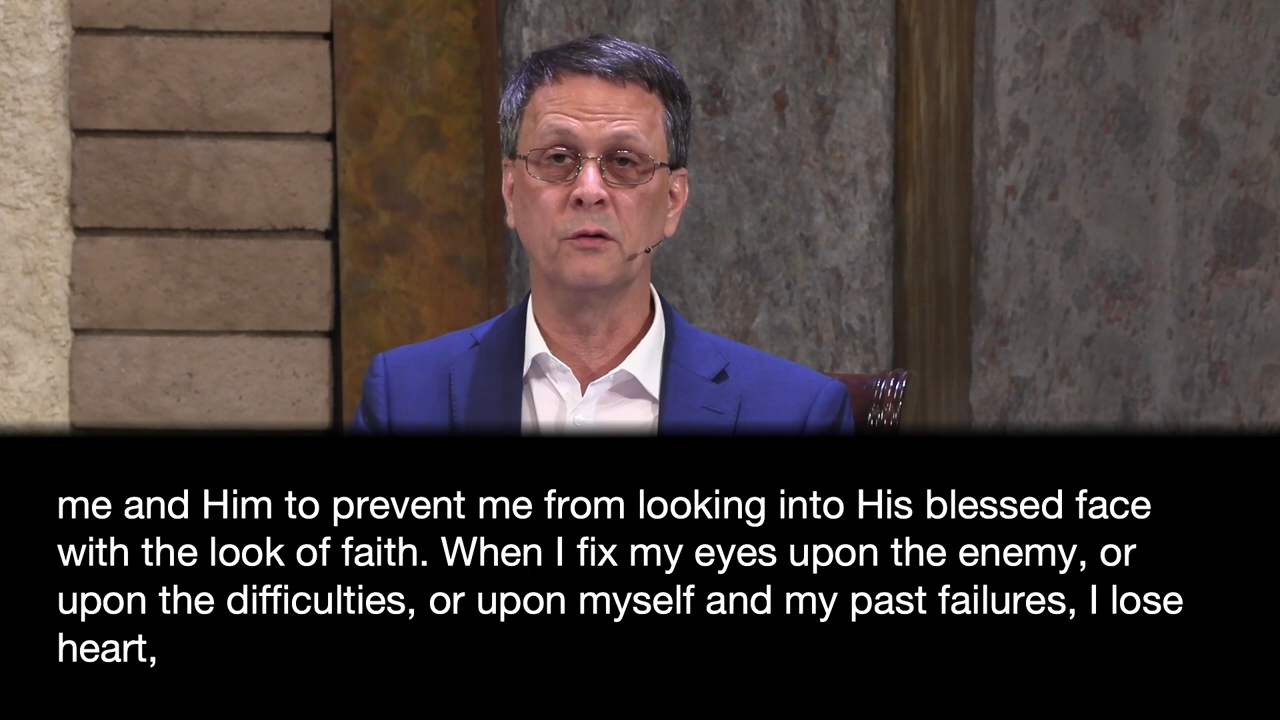 me and Him to prevent me from looking into His blessed face
with the look of faith. When I fix my eyes upon the enemy, or
upon the difficulties, or upon myself and my past failures, I lose
heart,